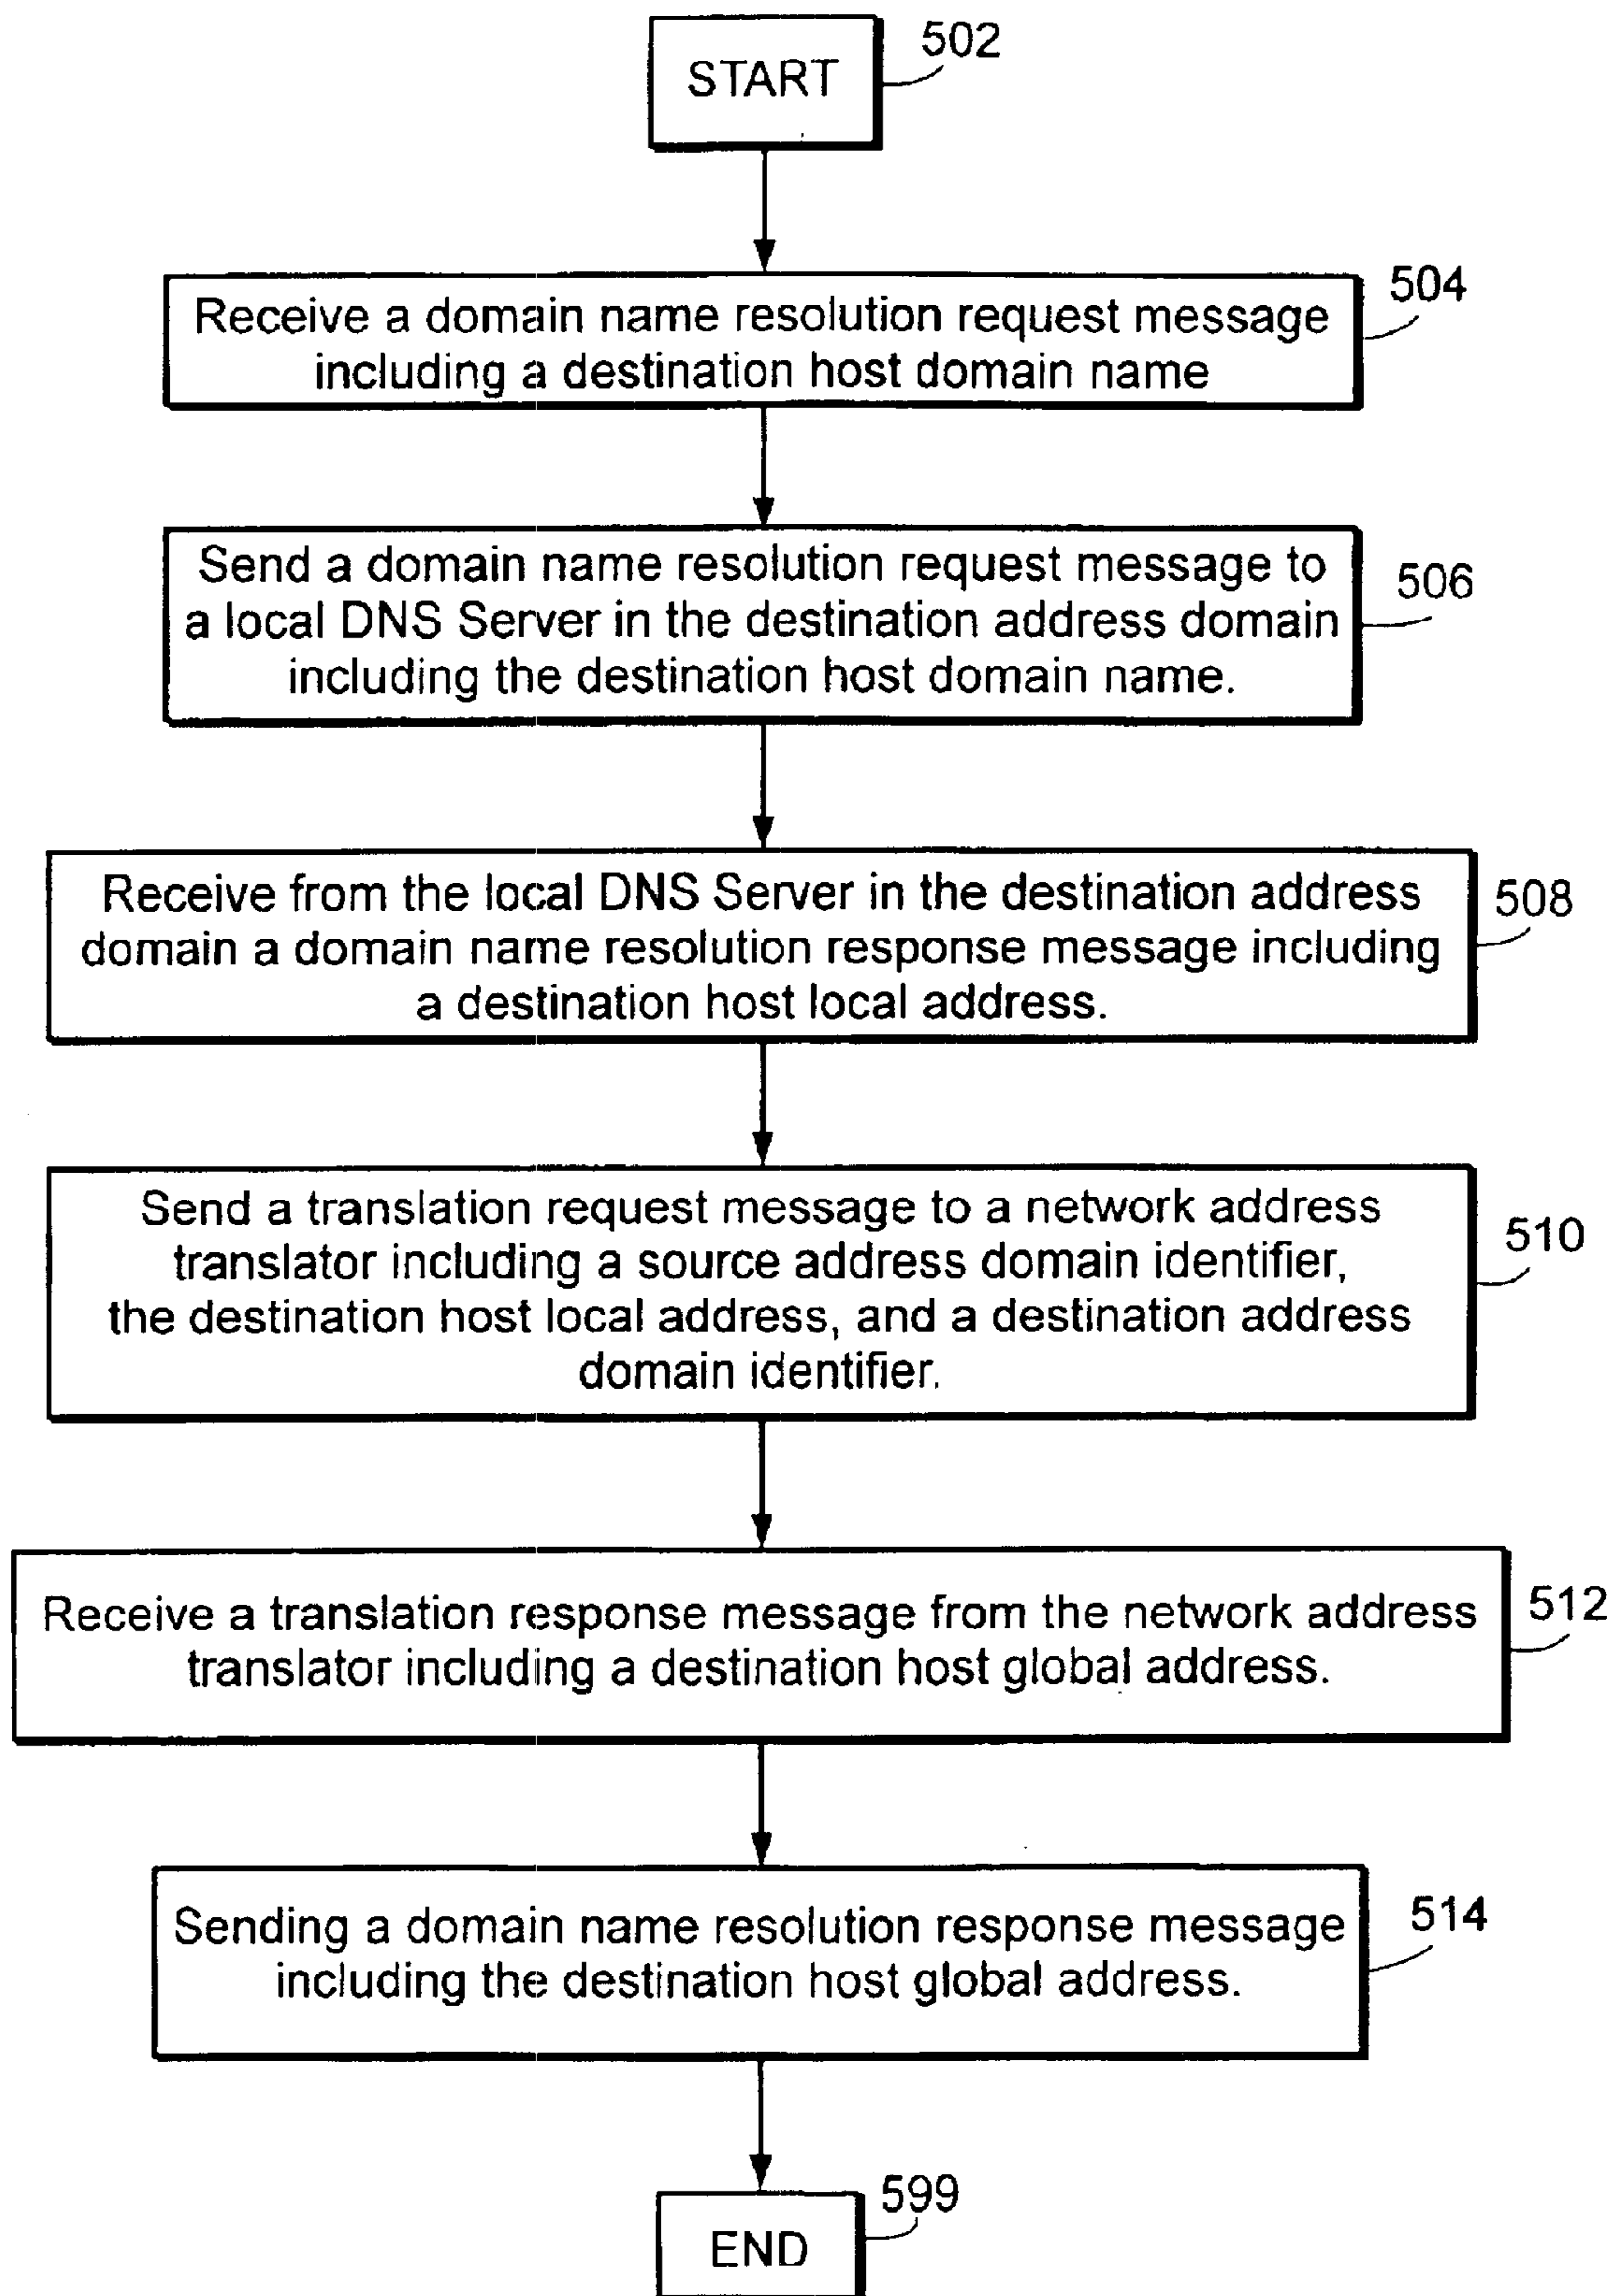 START
502
Receive a domain name resolution request message
including a destination host domain name
504
Send a domain name resolution request message to
a local DNS Server in the destination address domain
including the destination host domain name.
506
Receive from the local DNS Server in the destination address
domain a domain name resolution response message including
a destination host local address.
508
Send a translation request message to a network address
translator including a source address domain identifier,
the destination host local address, and a destination address
domain identifier.
510
Receive a translation response message from the network address
translator including a destination host global address.
512
Sending a domain name resolution response message
including the destination host global address.
514
END
599